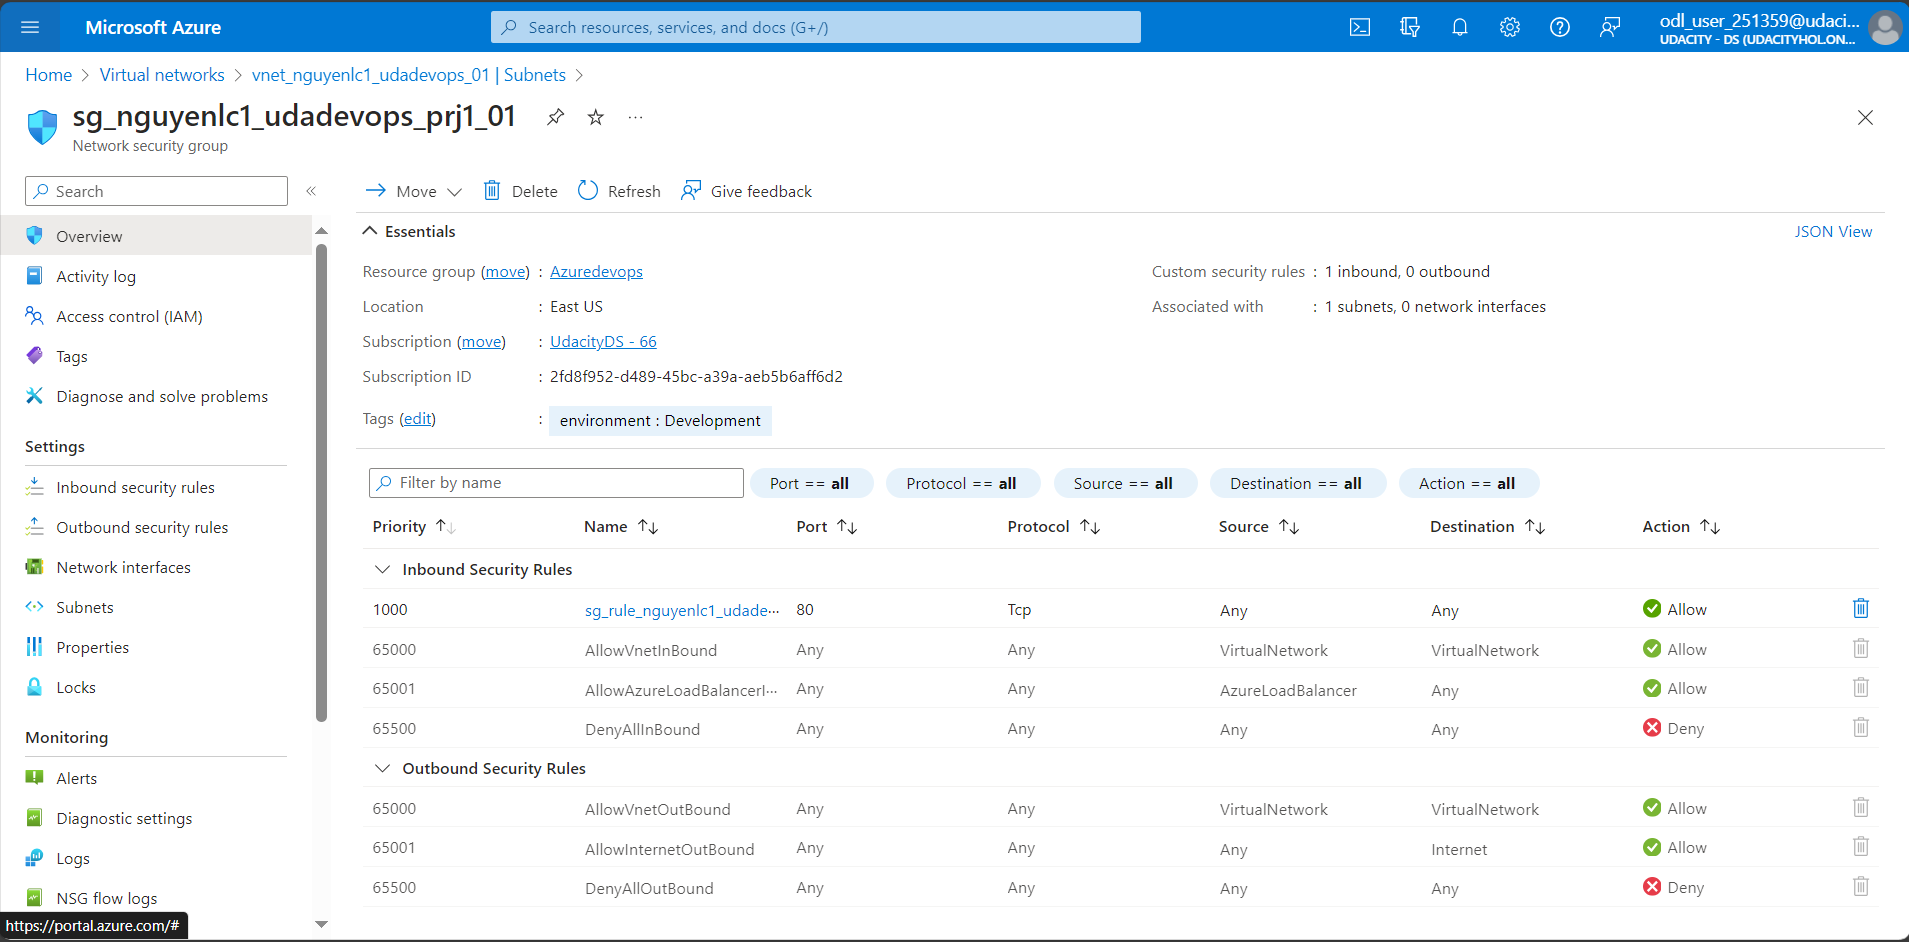 Microsoft Azure
Search resources, services, and docs (G+/)
odl_user_251359@udaci...
UDACITY - DS (UDACITYHOL.ON...
Home > Virtual networks > vnet_nguyenlc1_udadevops_01 | Subnets >
sg_nguyenlc1_udadevops_prj1_01
Network security group
Search
Overview
Activity log
Access control (IAM)
Tags
Diagnose and solve problems
Settings
Inbound security rules
Outbound security rules
Network interfaces
Subnets
Properties
Locks
Monitoring
Alerts
Diagnostic settings
Logs
NSG flow logs
https://portal.azure.com/#
Move Delete Refresh Give feedback
Essentials JSON View
Resource group (move) : Azuredevops
Location : East US
Subscription (move) : UdacityDS - 66
Subscription ID : 2fd8f952-d489-45bc-a39a-aeb5b6aff6d2
Tags (edit) : environment : Development
Custom security rules : 1 inbound, 0 outbound
Associated with : 1 subnets, 0 network interfaces
Filter by name Port == all Protocol == all Source == all Destination == all Action == all
Priority Name Port Protocol Source Destination Action
Inbound Security Rules
1000 sg_rule_nguyenlc1_udade··· 80 Tcp Any Any Allow
65000 AllowVnetInBound Any Any VirtualNetwork VirtualNetwork Allow
65001 AllowAzureLoadBalancerI··· Any Any AzureLoadBalancer Any Allow
65500 DenyAllInBound Any Any Any Any Deny
Outbound Security Rules
65000 AllowVnetOutBound Any Any VirtualNetwork VirtualNetwork Allow
65001 AllowInternetOutBound Any Any Any Internet Allow
65500 DenyAllOutBound Any Any Any Any Deny